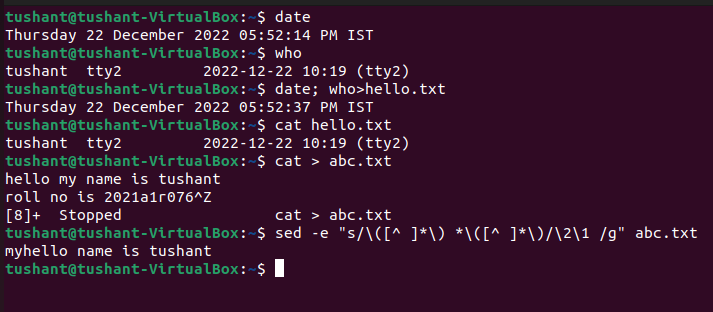 tushant@tushant-VirtualBox:~$ date
Thursday 22 December 2022 05:52:14 PM IST
tushant@tushant-VirtualBox:~$ who
tushant  tty2         2022-12-22 10:19 (tty2)
tushant@tushant-VirtualBox:~$ date; who>hello.txt
Thursday 22 December 2022 05:52:37 PM IST
tushant@tushant-VirtualBox:~$ cat hello.txt
tushant  tty2         2022-12-22 10:19 (tty2)
tushant@tushant-VirtualBox:~$ cat > abc.txt
hello my name is tushant
roll no is 2021a1r076^Z
[8]+  Stopped                 cat > abc.txt
tushant@tushant-VirtualBox:~$ sed -e "s/\([^ ]*\) *\([^ ]*\)/\2\1 /g" abc.txt
myhello name is tushant
tushant@tushant-VirtualBox:~$